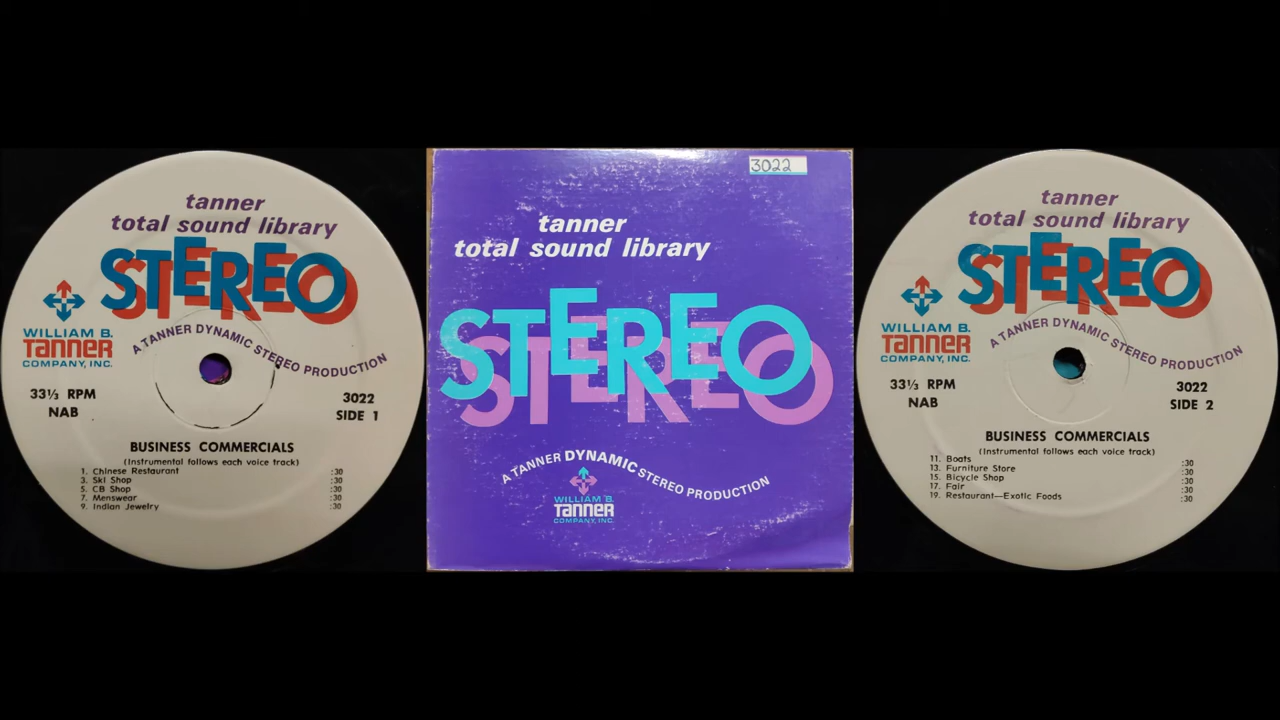 tanner
total sound library
STEREO
A TANNER DYNAMIC STEREO PRODUCTION
WILLIAM B.
TANNER
COMPANY, INC.
33⅓ RPM
NAB
3022
SIDE 1
BUSINESS COMMERCIALS
(Instrumental follows each voice track)
1. Chinese Restaurant :30
3. Ski Shop :30
5. CB Shop :30
7. Menswear :30
9. Indian Jewelry :30
3022
tanner
total sound library
STEREO
STEREO
A TANNER DYNAMIC STEREO PRODUCTION
WILLIAM B.
TANNER
COMPANY, INC.
tanner
total sound library
STEREO
A TANNER DYNAMIC STEREO PRODUCTION
WILLIAM B.
TANNER
COMPANY, INC.
33⅓ RPM
NAB
3022
SIDE 2
BUSINESS COMMERCIALS
(Instrumental follows each voice track)
11. Boats :30
13. Furniture Store :30
15. Bicycle Shop :30
17. Fair :30
19. Restaurant—Exotic Foods :30